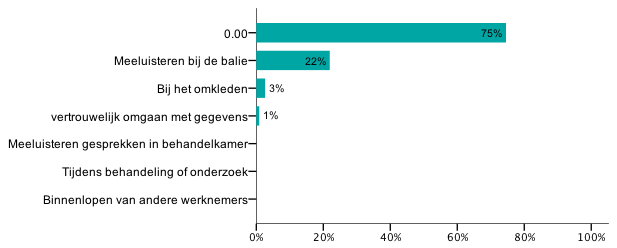 0.00
75%
Meeluisteren bij de balie
22%
Bij het omkleden
3%
vertrouwelijk omgaan met gegevens
1%
Meeluisteren gesprekken in behandelkamer
Tijdens behandeling of onderzoek
Binnenlopen van andere werknemers
0% 20% 40% 60% 80% 100%